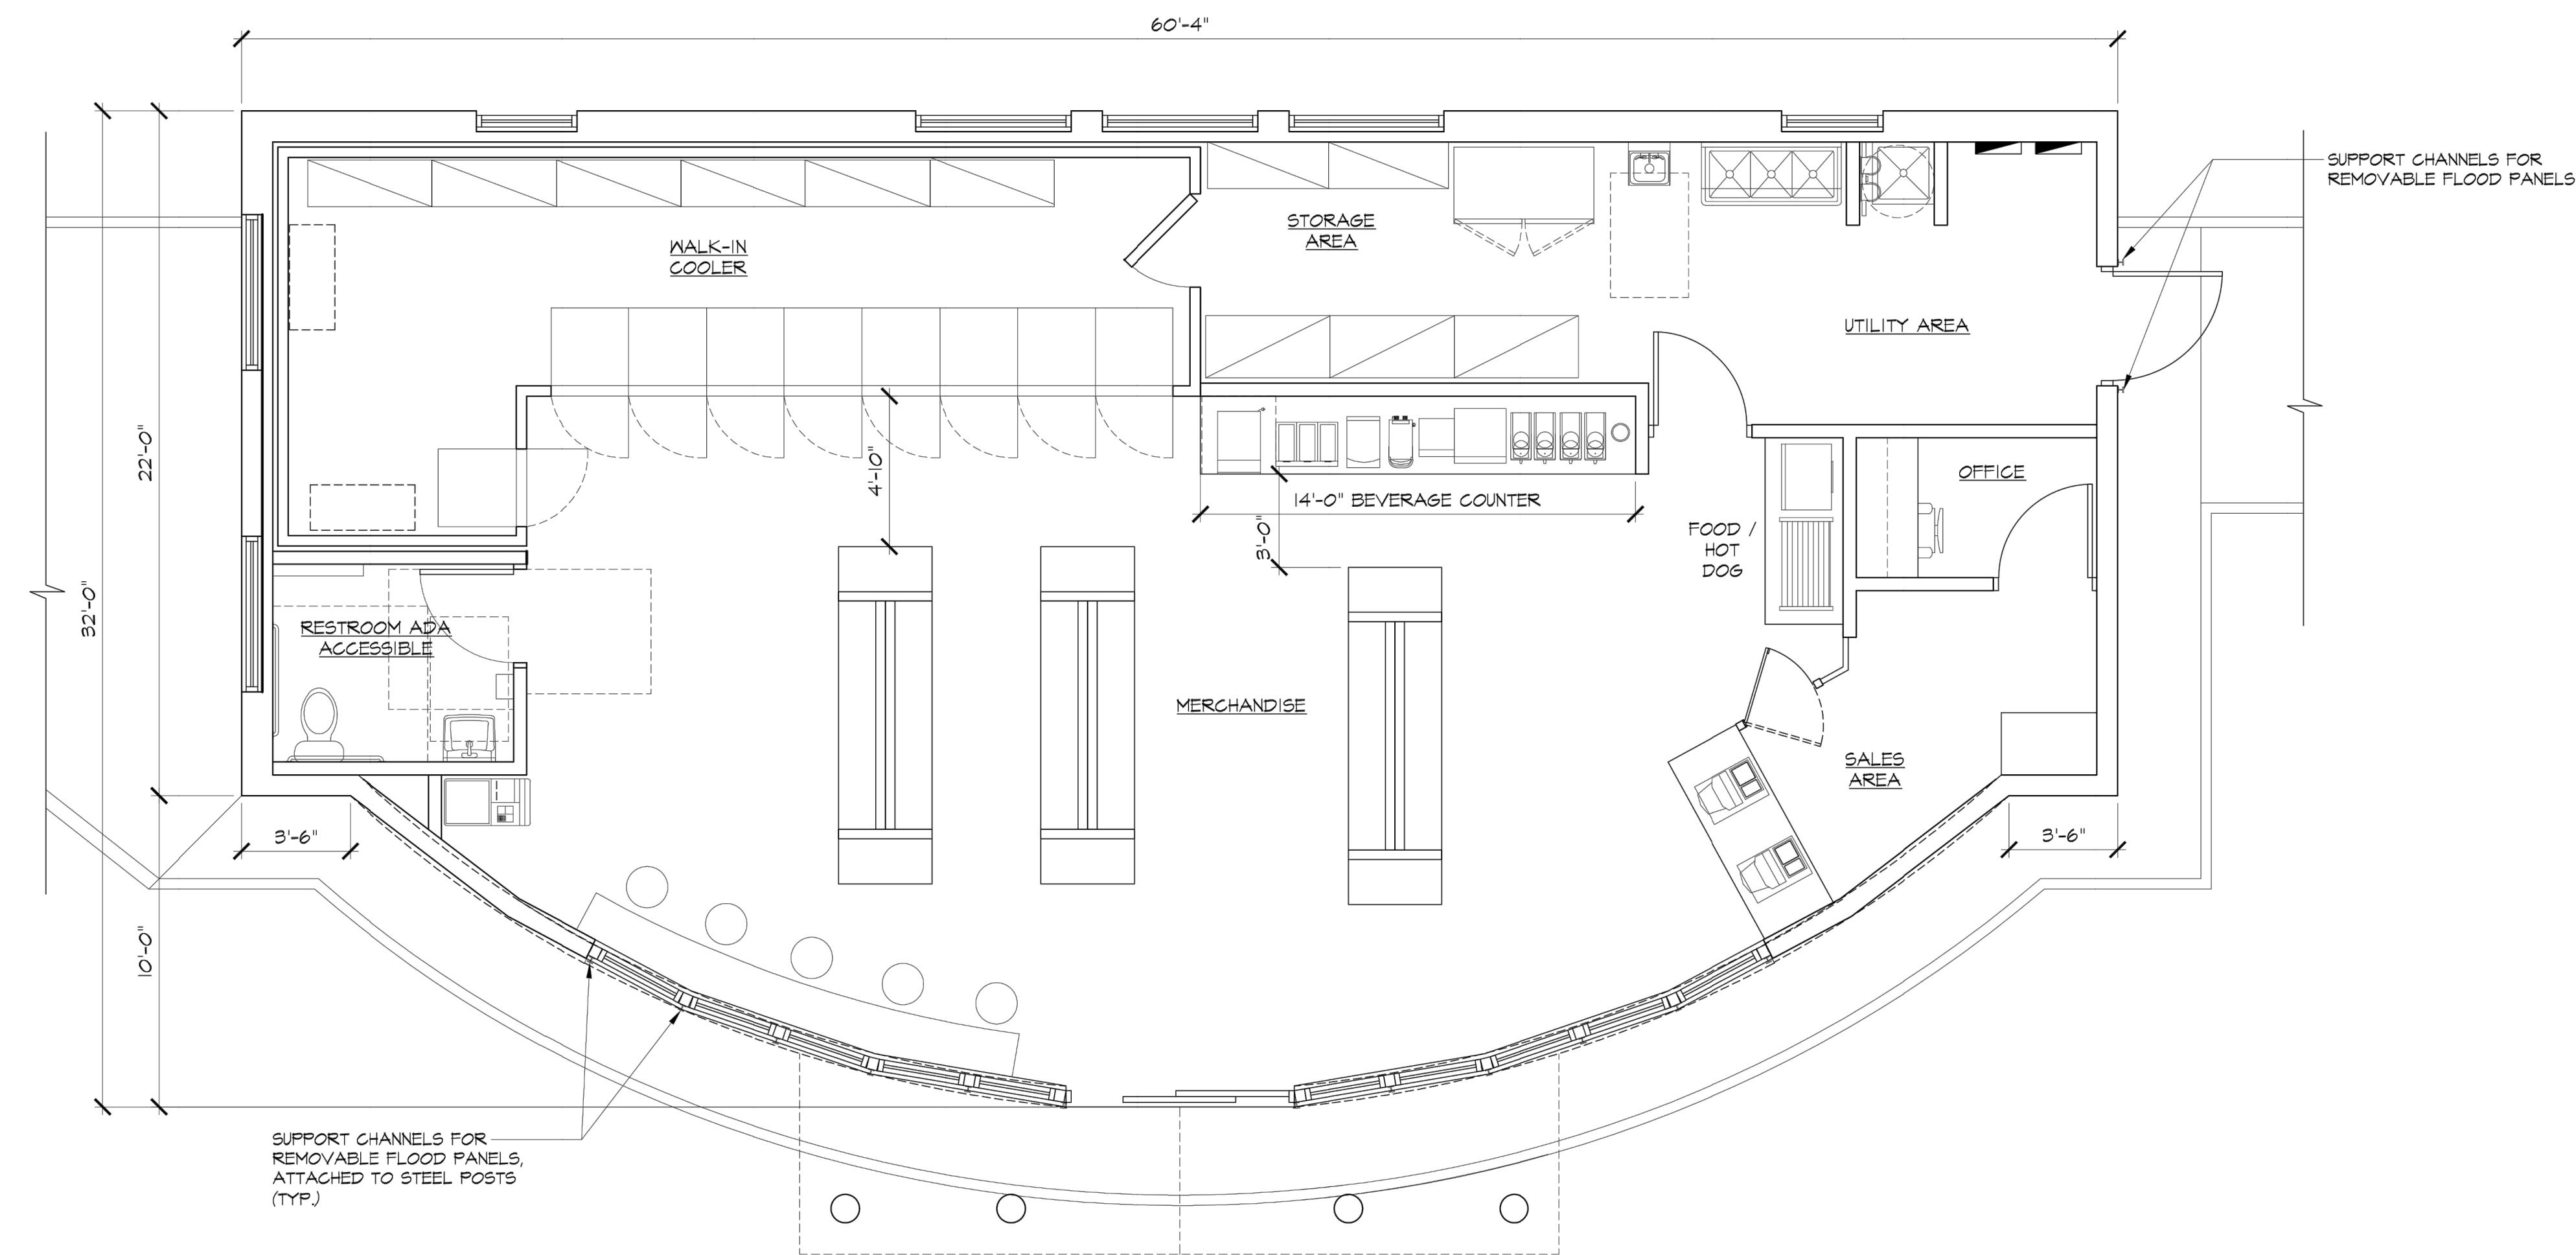 60'-4"
SUPPORT CHANNELS FOR
REMOVABLE FLOOD PANELS
STORAGE
AREA
WALK-IN
COOLER
UTILITY AREA
22'-0"
4'-10"
OFFICE
14'-0" BEVERAGE COUNTER
3'-0"
FOOD /
HOT
DOG
32'-0"
RESTROOM ADA
ACCESSIBLE
MERCHANDISE
SALES
AREA
3'-6"
3'-6"
10'-0"
SUPPORT CHANNELS FOR
REMOVABLE FLOOD PANELS,
ATTACHED TO STEEL POSTS
(TYP.)